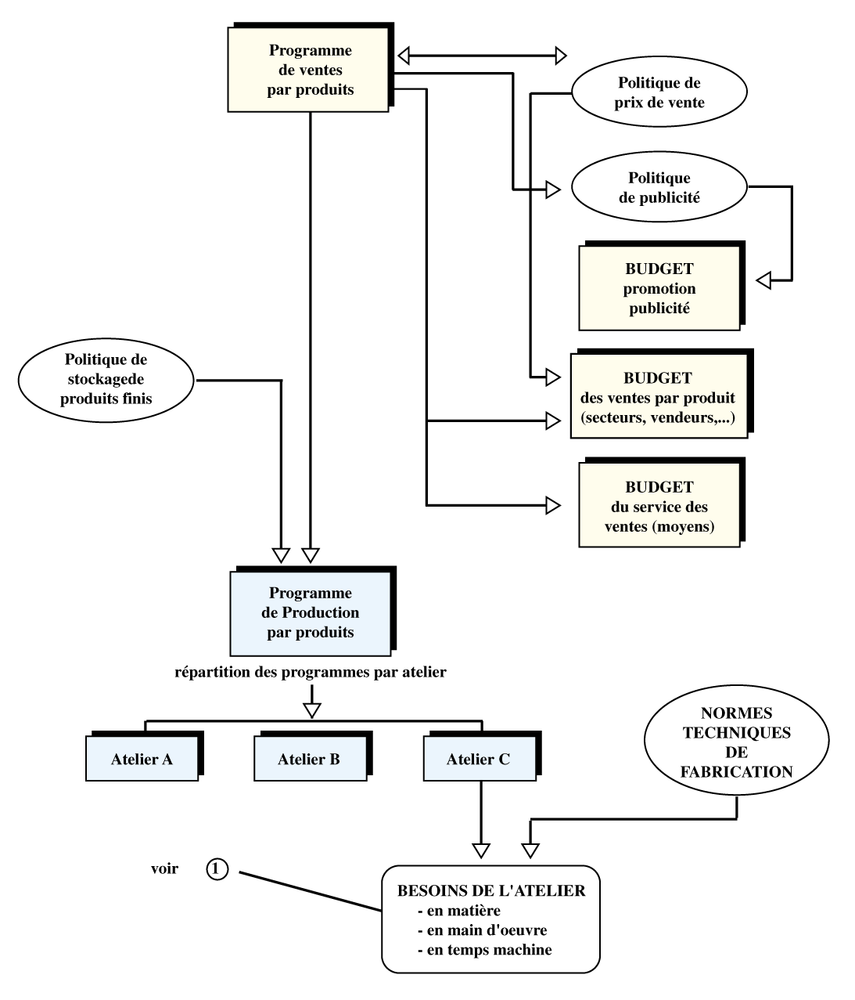 Programme
de ventes
par produits
Politique de
prix de vente
Politique
de publicité
BUDGET
promotion
publicité
Politique de
stockagede
produits finis
BUDGET
des ventes par produit
(secteurs, vendeurs,...)
BUDGET
du service des
ventes (moyens)
Programme
de Production
par produits
répartition des programmes par atelier
NORMES
TECHNIQUES
DE
FABRICATION
Atelier A
Atelier B
Atelier C
voir 1
BESOINS DE L'ATELIER
- en matière
- en main d'oeuvre
- en temps machine